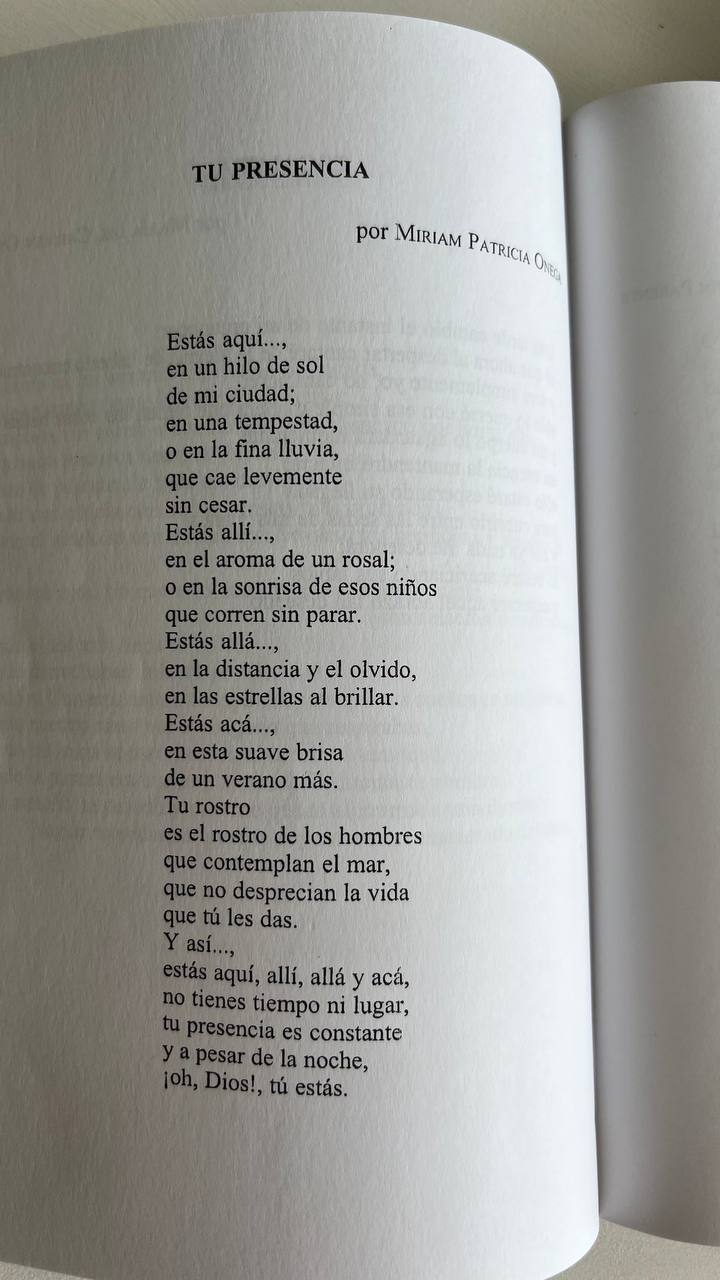 TU PRESENCIA
por MIRIAM PATRICIA ONEGA
Estás aquí...,
en un hilo de sol
de mi ciudad;
en una tempestad,
o en la fina lluvia,
que cae levemente
sin cesar.
Estás allí...,
en el aroma de un rosal;
o en la sonrisa de esos niños
que corren sin parar.
Estás allá...,
en la distancia y el olvido,
en las estrellas al brillar.
Estás acá...,
en esta suave brisa
de un verano más.
Tu rostro
es el rostro de los hombres
que contemplan el mar,
que no desprecian la vida
que tú les das.
Y así...,
estás aquí, allí, allá y acá,
no tienes tiempo ni lugar,
tu presencia es constante
y a pesar de la noche,
¡oh, Dios!, tú estás.